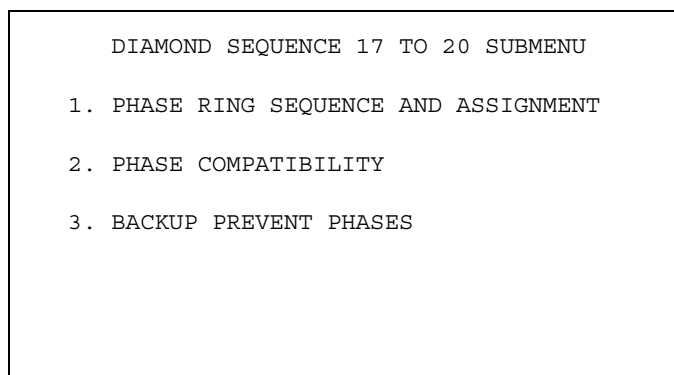 DIAMOND SEQUENCE 17 TO 20 SUBMENU
1. PHASE RING SEQUENCE AND ASSIGNMENT
2. PHASE COMPATIBILITY
3. BACKUP PREVENT PHASES